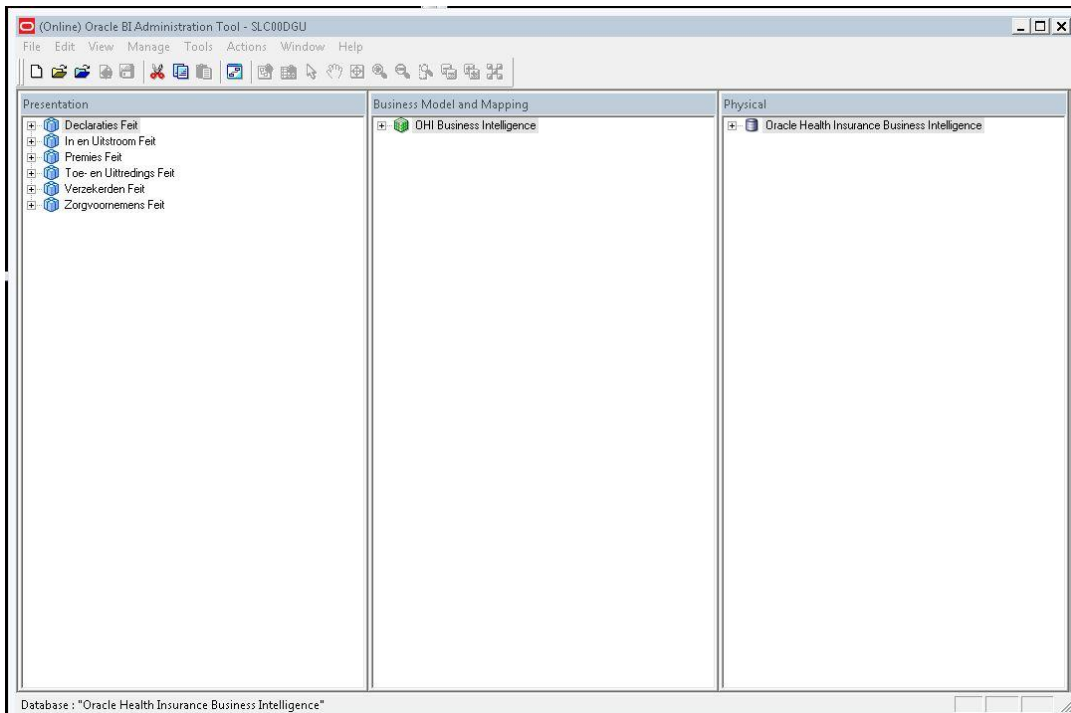 (Online) Oracle BI Administration Tool - SLC00DGU
File Edit View Manage Tools Actions Window Help
Presentation
Declaraties Feit
In en Uitstroom Feit
Premies Feit
Toe- en Uittredings Feit
Verzekerden Feit
Zorgvoornemens Feit
Business Model and Mapping
OHI Business Intelligence
Physical
Oracle Health Insurance Business Intelligence
Database : "Oracle Health Insurance Business Intelligence"